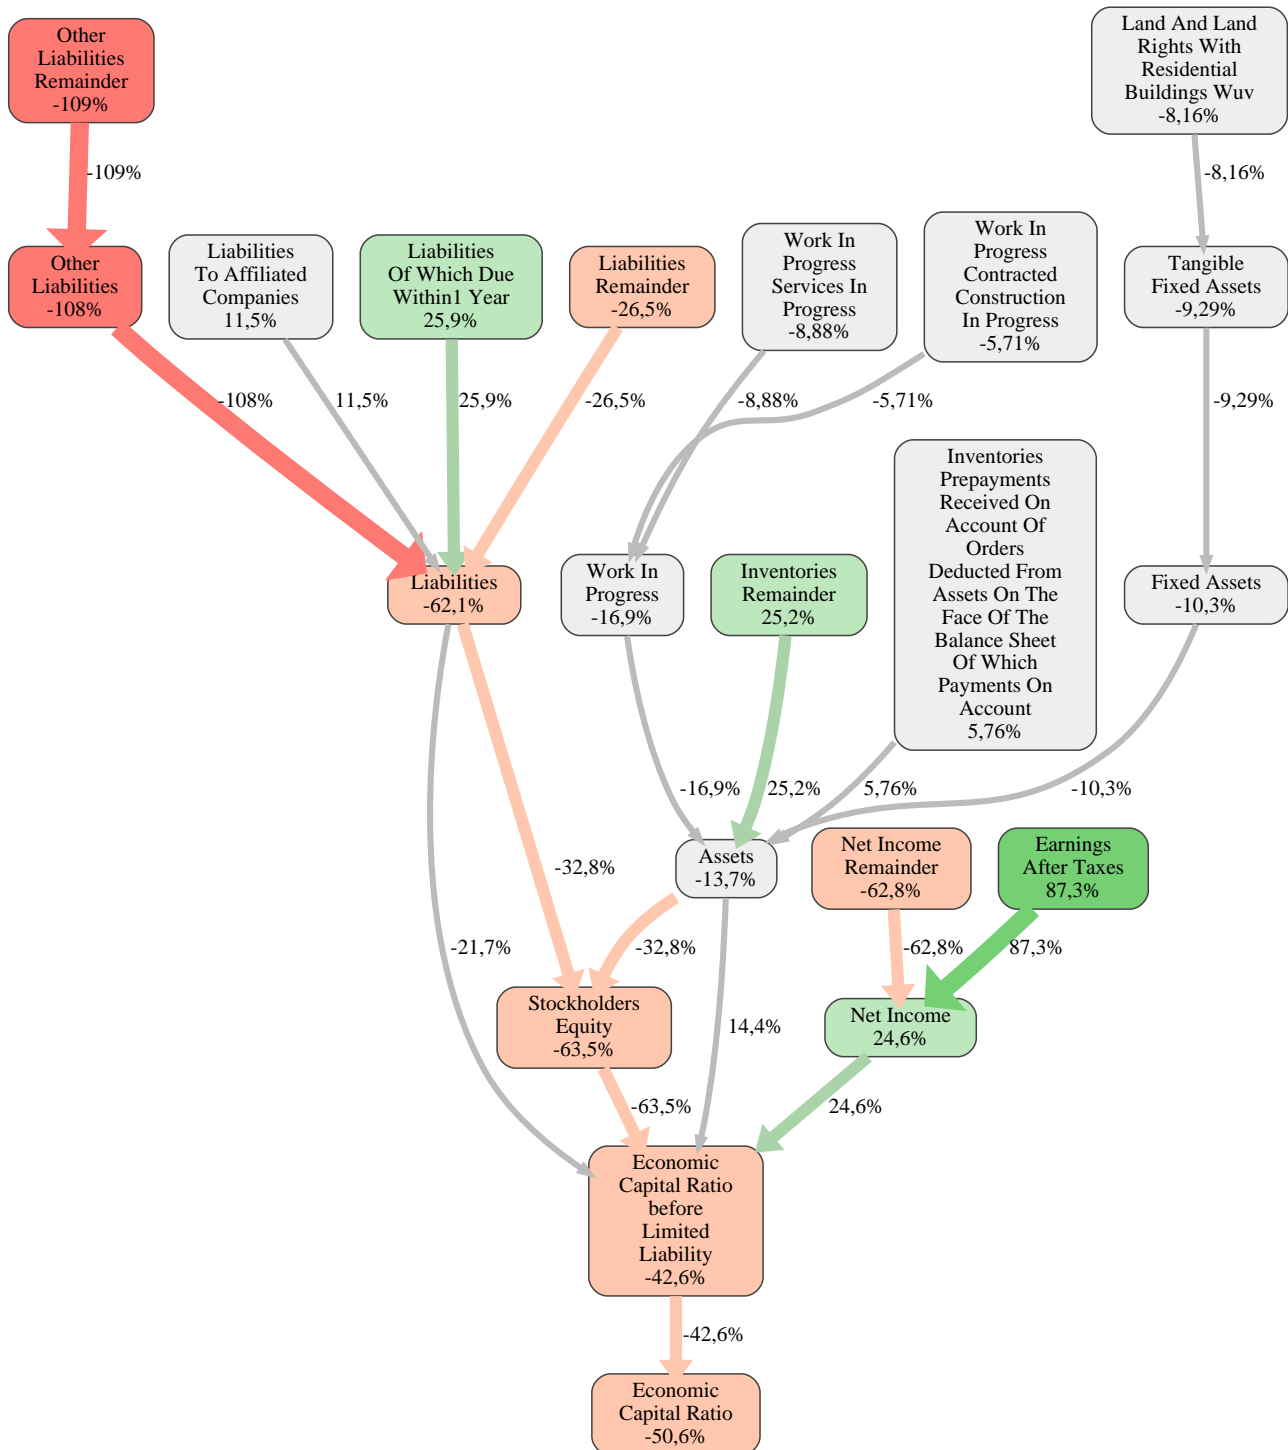 Other
Liabilities
Remainder
-109%
Land And Land
Rights With
Residential
Buildings Wuv
-8,16%
-109%
-8,16%
Other
Liabilities
-108%
Liabilities
To Affiliated
Companies
11,5%
Liabilities
Of Which Due
Within1 Year
25,9%
Liabilities
Remainder
-26,5%
Work In
Progress
Services In
Progress
-8,88%
Work In
Progress
Contracted
Construction
In Progress
-5,71%
Tangible
Fixed Assets
-9,29%
-108%
11,5%
25,9%
-26,5%
-8,88%
-5,71%
-9,29%
Inventories
Prepayments
Received On
Account Of
Orders
Deducted From
Assets On The
Face Of The
Balance Sheet
Of Which
Payments On
Account
5,76%
Liabilities
-62,1%
Work In
Progress
-16,9%
Inventories
Remainder
25,2%
Fixed Assets
-10,3%
-16,9%
25,2%
5,76%
-10,3%
Assets
-13,7%
Net Income
Remainder
-62,8%
Earnings
After Taxes
87,3%
-32,8%
-21,7%
-32,8%
-62,8%
87,3%
Stockholders
Equity
-63,5%
14,4%
Net Income
24,6%
-63,5%
24,6%
Economic
Capital Ratio
before
Limited
Liability
-42,6%
-42,6%
Economic
Capital Ratio
-50,6%